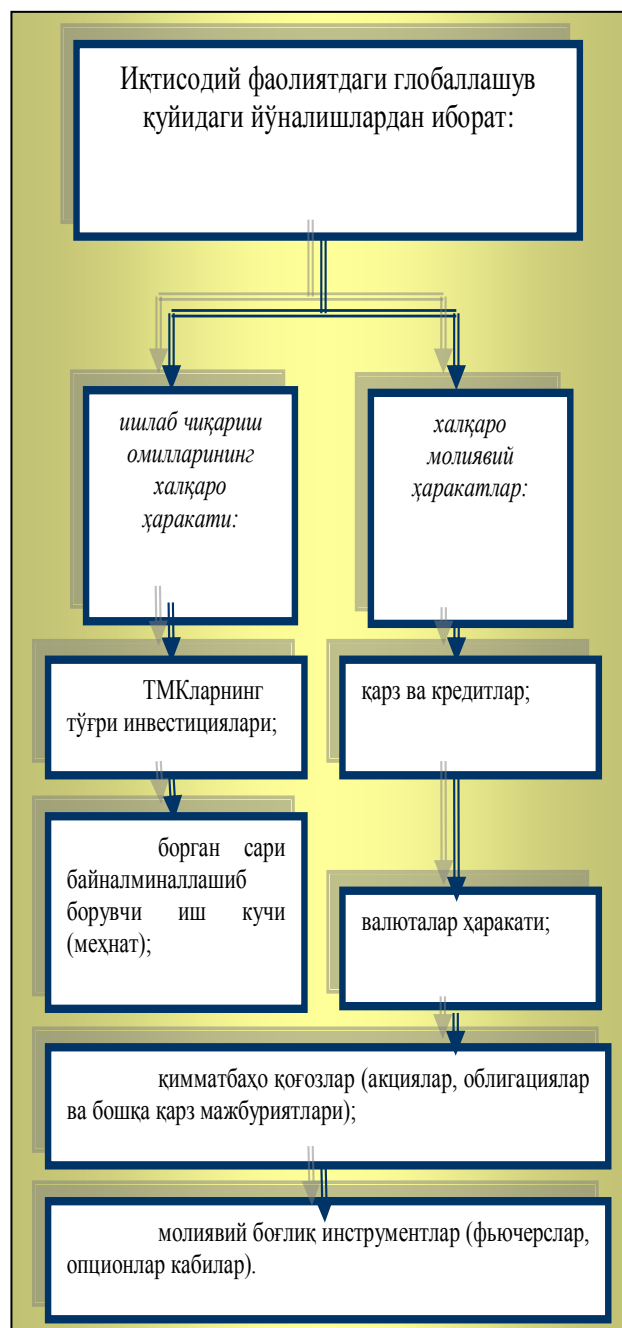 Иқтисодий фаолиятдаги глобаллашув
қуйидаги йўналишлардан иборат:
ишлаб чиқариш
омилларининг
халқаро
ҳаракати:
халқаро
молиявий
ҳаракатлар:
ТМКларнинг
тўғри инвестициялари;
қарз ва кредитлар;
борган сари
байналминаллашиб
борувчи иш кучи
(меҳнат);
валюталар ҳаракати;
қимматбаҳо қоғозлар (акциялар, облигациялар
ва бошқа қарз мажбуриятлари);
молиявий боғлиқ инструментлар (фьючерслар,
опционлар кабилар).